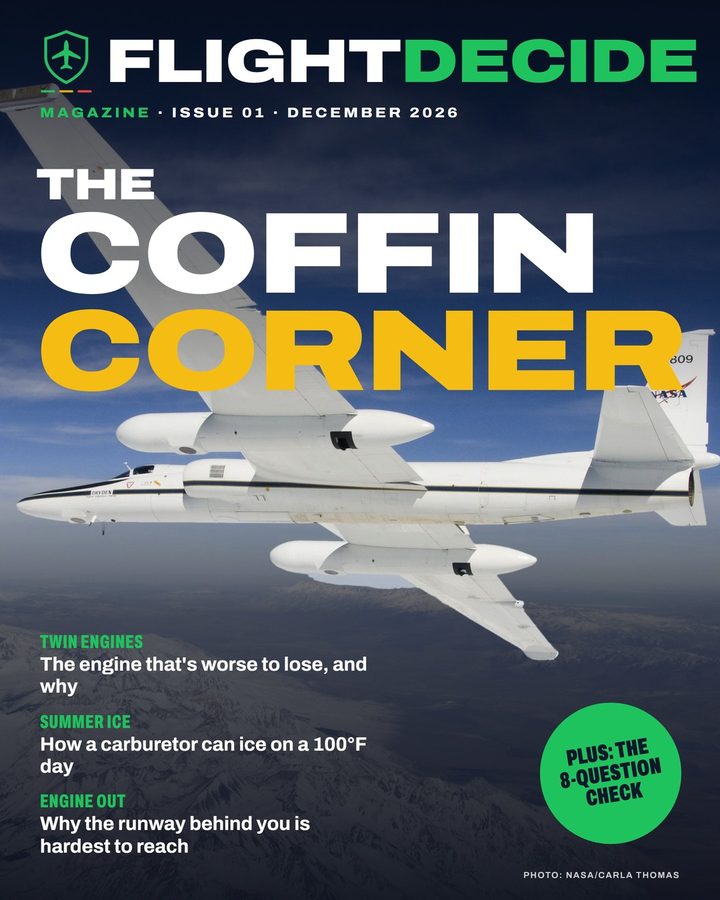 FLIGHTDECIDE
MAGAZINE · ISSUE 01 · DECEMBER 2026
THE
COFFIN
CORNER
809
NASA
DRYDEN
TWIN ENGINES
The engine that's worse to lose, and
why
SUMMER ICE
How a carburetor can ice on a 100°F
day
ENGINE OUT
Why the runway behind you is
hardest to reach
PLUS: THE
8-QUESTION
CHECK
PHOTO: NASA/CARLA THOMAS